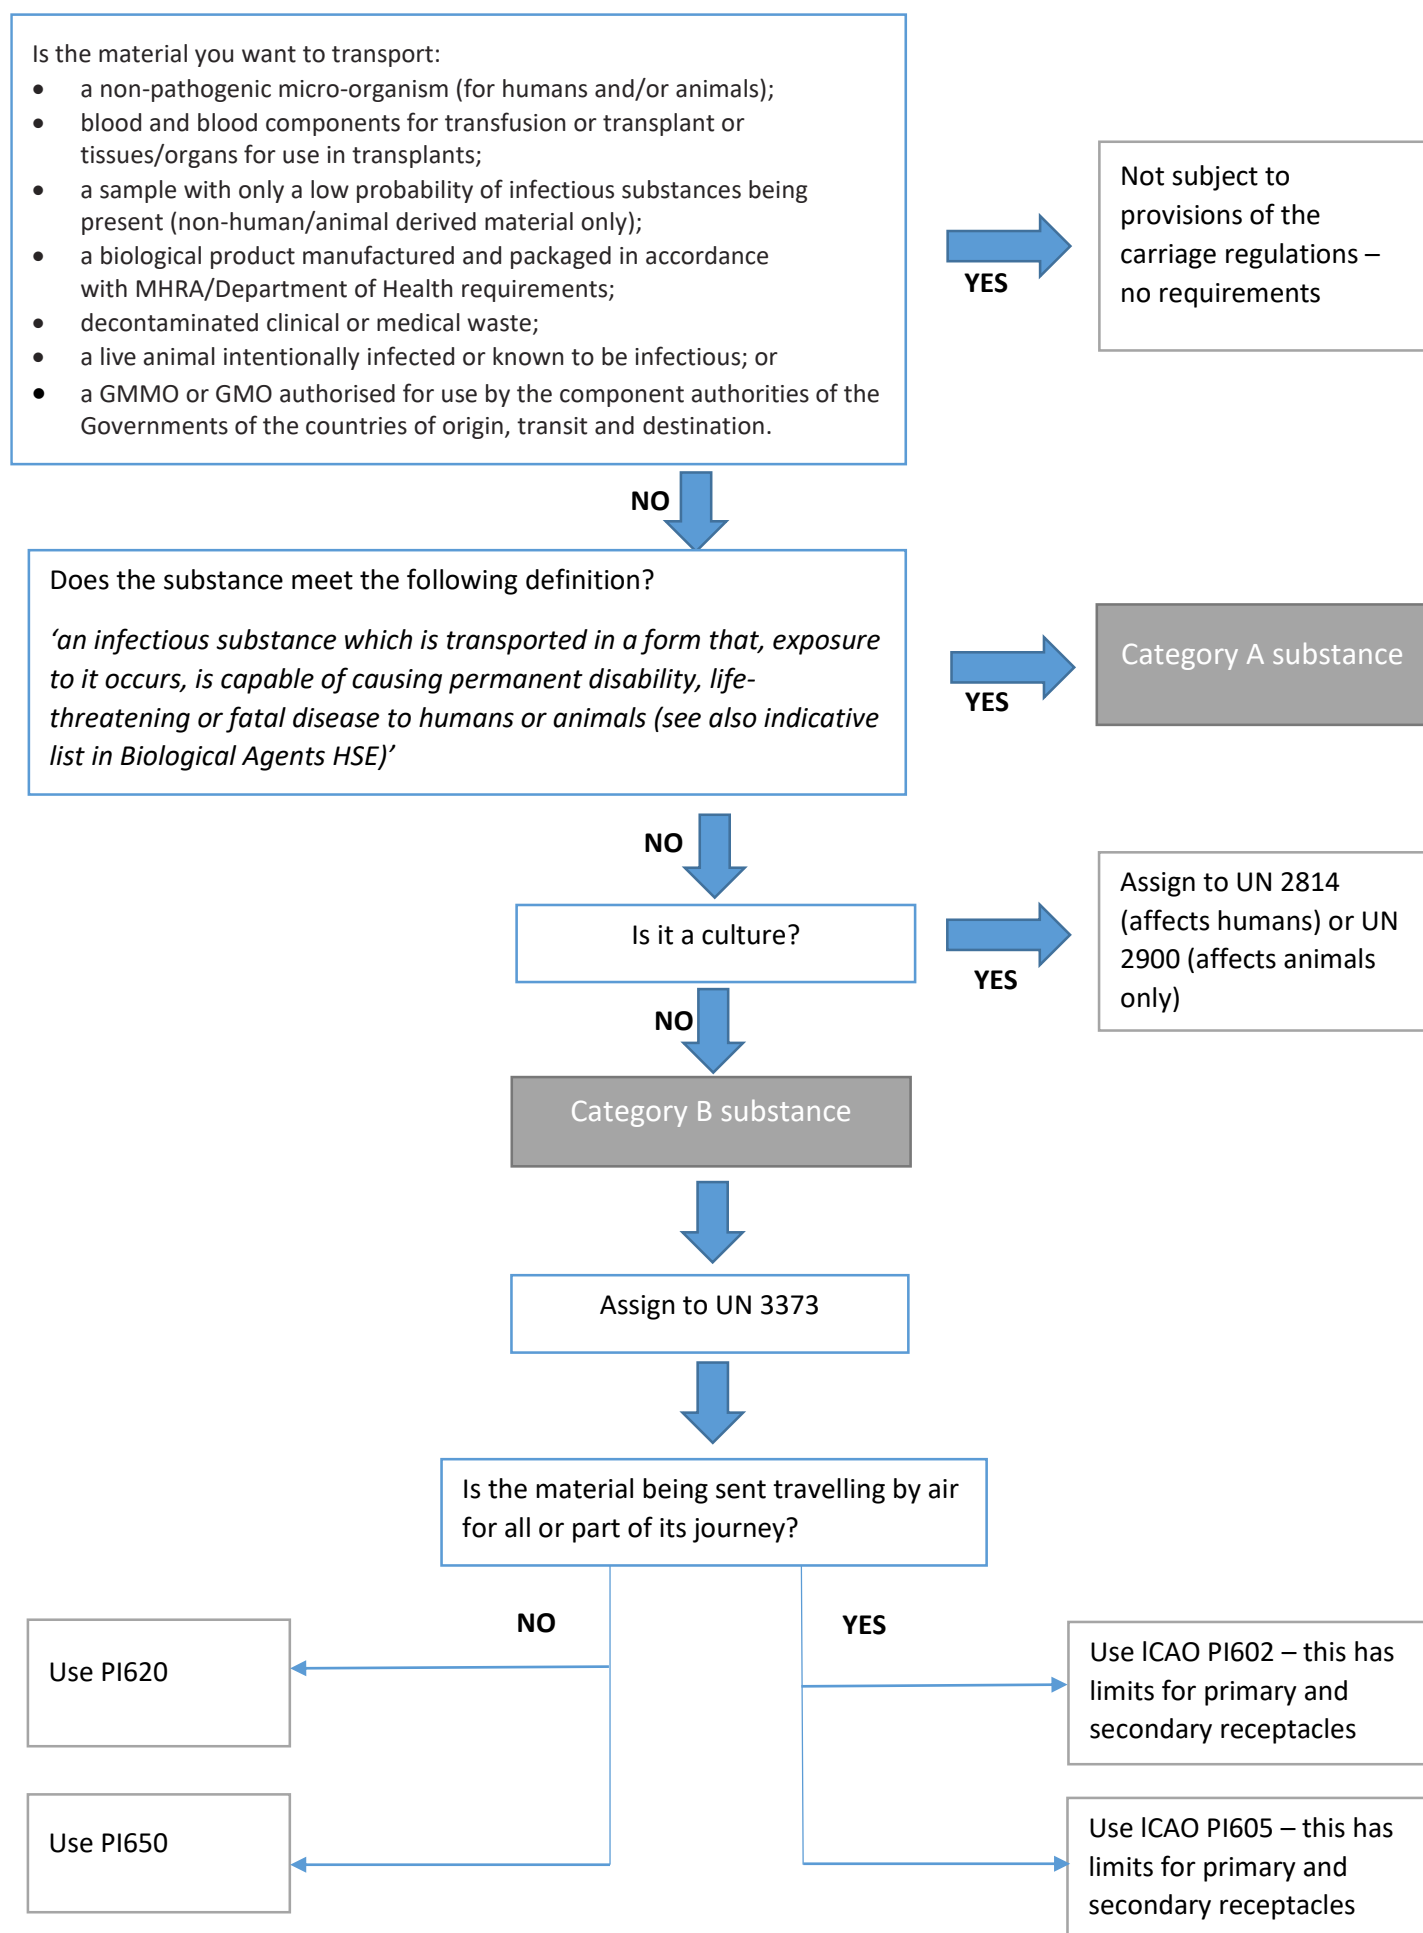 Is the material you want to transport:
• a non-pathogenic micro-organism (for humans and/or animals);
• blood and blood components for transfusion or transplant or
tissues/organs for use in transplants;
• a sample with only a low probability of infectious substances being
present (non-human/animal derived material only);
• a biological product manufactured and packaged in accordance
with MHRA/Department of Health requirements;
• decontaminated clinical or medical waste;
• a live animal intentionally infected or known to be infectious; or
• a GMMO or GMO authorised for use by the component authorities of the
Governments of the countries of origin, transit and destination.
YES
Not subject to
provisions of the
carriage regulations –
no requirements
NO
Does the substance meet the following definition?
‘an infectious substance which is transported in a form that, exposure
to it occurs, is capable of causing permanent disability, life-
threatening or fatal disease to humans or animals (see also indicative
list in Biological Agents HSE)’
YES
Category A substance
NO
Is it a culture?
YES
Assign to UN 2814
(affects humans) or UN
2900 (affects animals
only)
NO
Category B substance
Assign to UN 3373
Is the material being sent travelling by air
for all or part of its journey?
NO
YES
Use PI620
Use lCAO PI602 – this has
limits for primary and
secondary receptacles
Use PI650
Use lCAO PI605 – this has
limits for primary and
secondary receptacles